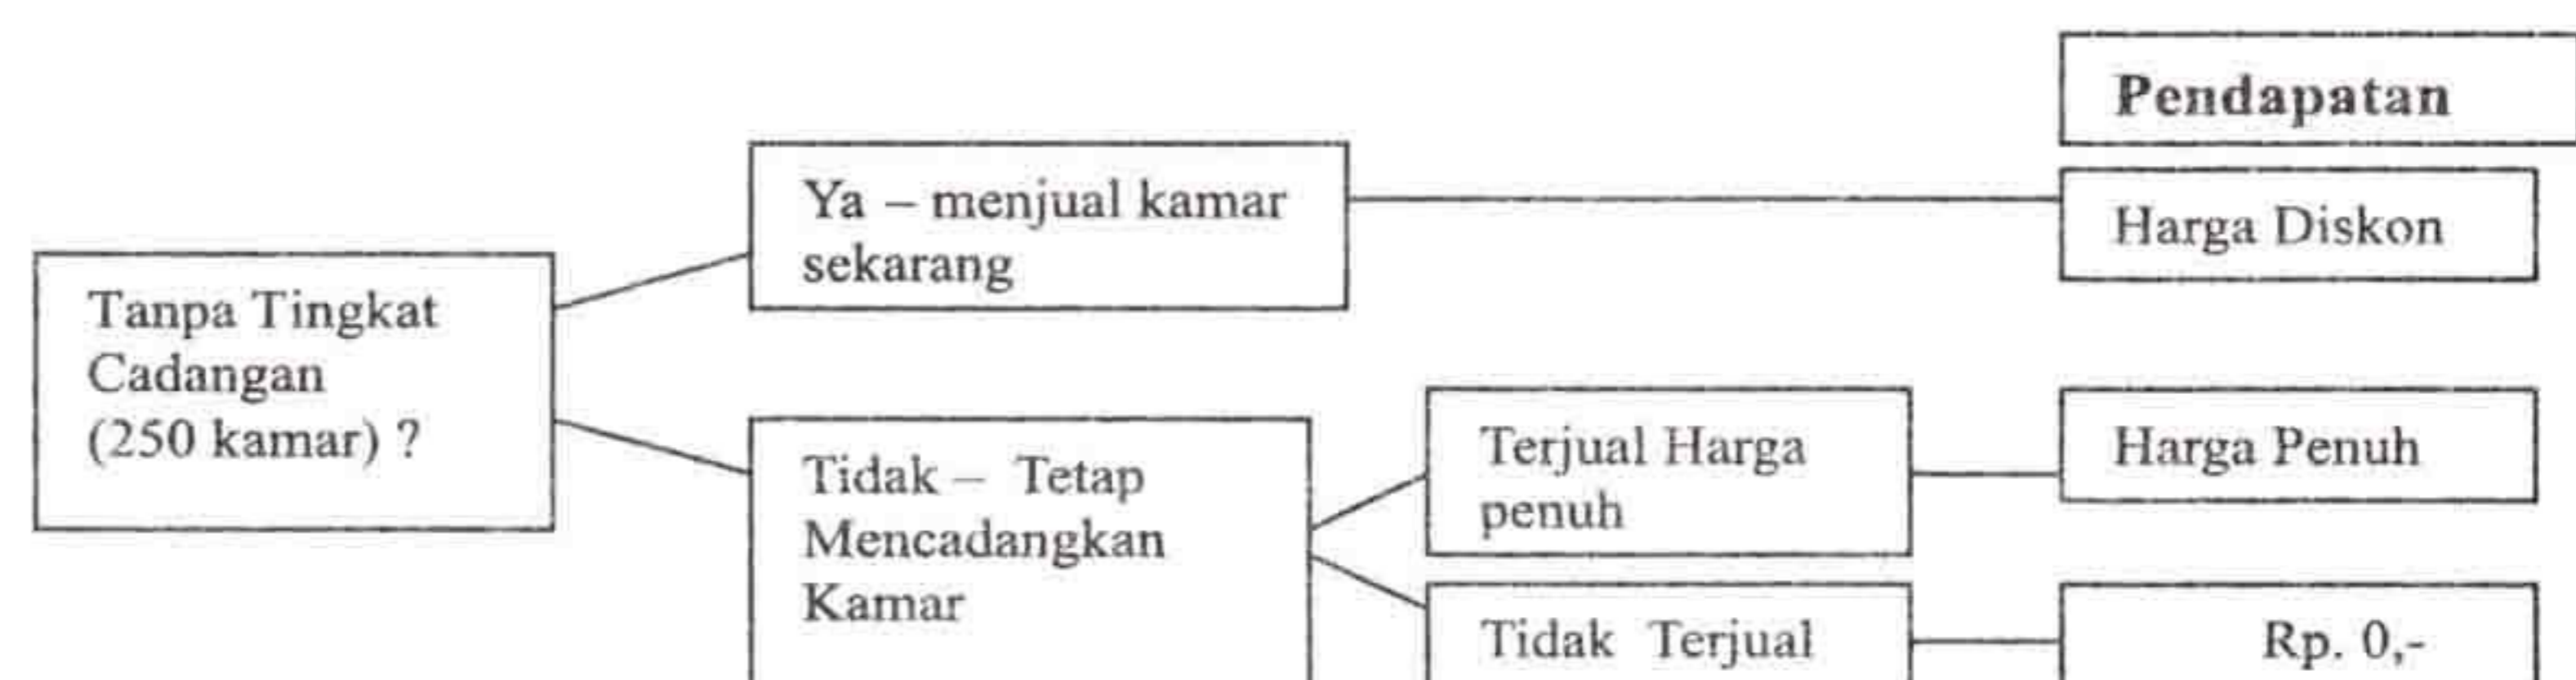 Pendapatan
Ya – menjual kamar
sekarang
Harga Diskon
Tanpa Tingkat
Cadangan
(250 kamar) ?
Tidak – Tetap
Mencadangkan
Kamar
Terjual Harga
penuh
Harga Penuh
Tidak Terjual
Rp. 0,-